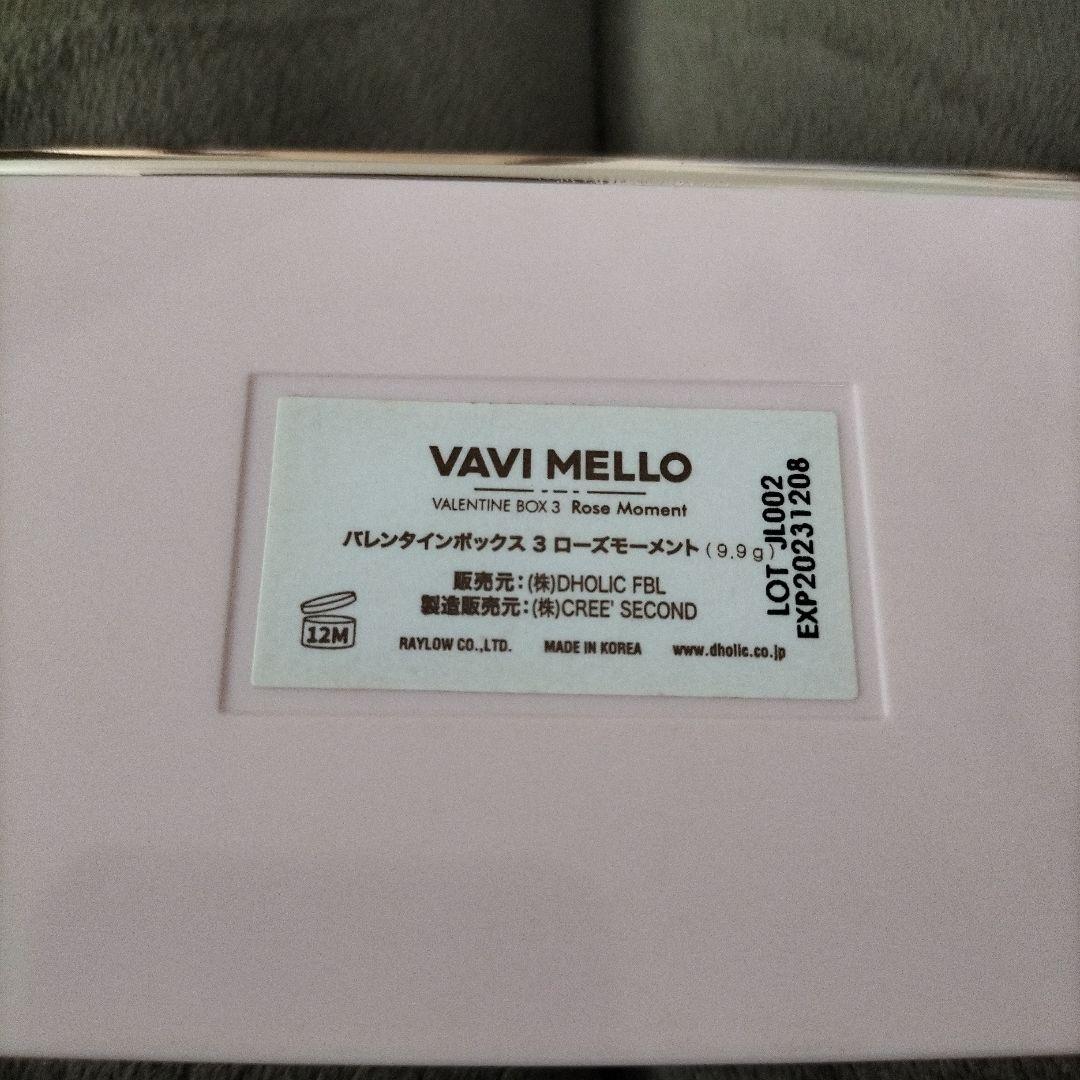 VAVI MELLO
VALENTINE BOX 3 Rose Moment
バレンタインボックス 3 ローズモーメント (9.9g)
販売元:(株)DHOLIC FBL
製造販売元:(株)CREE' SECOND
12M
RAYLOW CO.,LTD. MADE IN KOREA www.dholic.co.jp
LOT JL002
EXP20231208